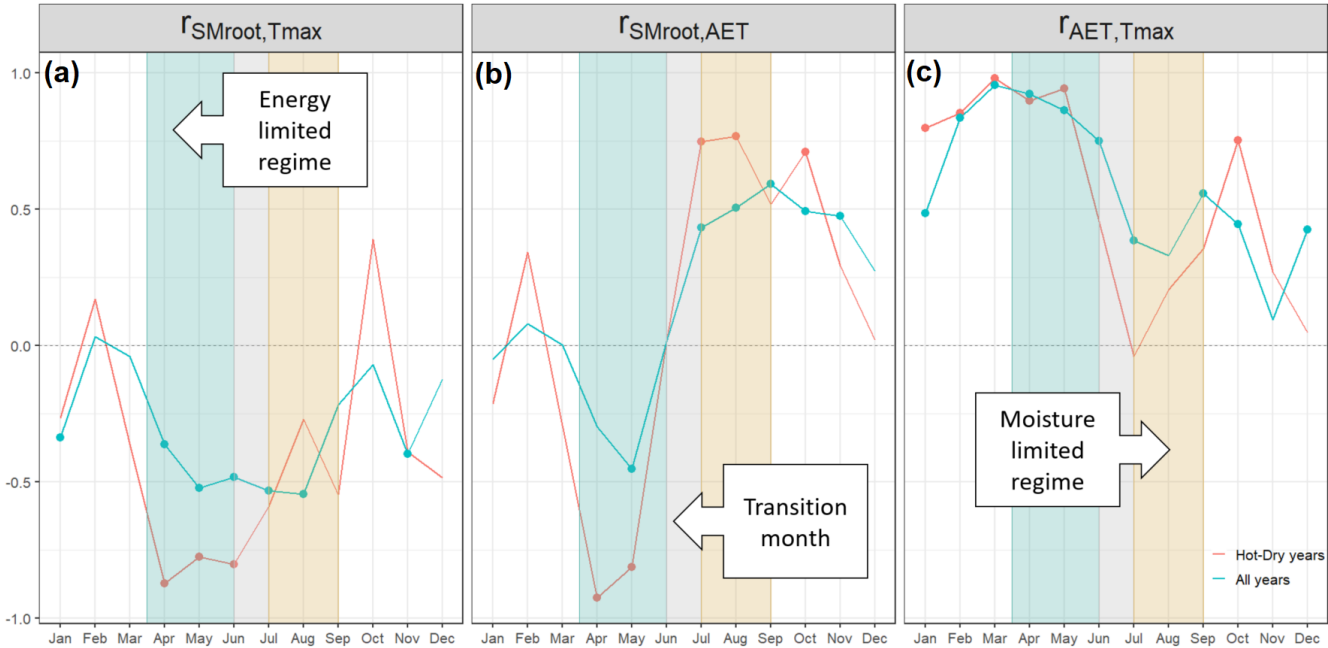 rSMroot,Tmax
rSMroot,AET
rAET,Tmax
(a)
(b)
(c)
1.0
0.5
0.0
-0.5
-1.0
Energy
limited
regime
Transition
month
Moisture
limited
regime
Hot-Dry years
All years
Jan Feb Mar Apr May Jun Jul Aug Sep Oct Nov Dec
Jan Feb Mar Apr May Jun Jul Aug Sep Oct Nov Dec
Jan Feb Mar Apr May Jun Jul Aug Sep Oct Nov Dec